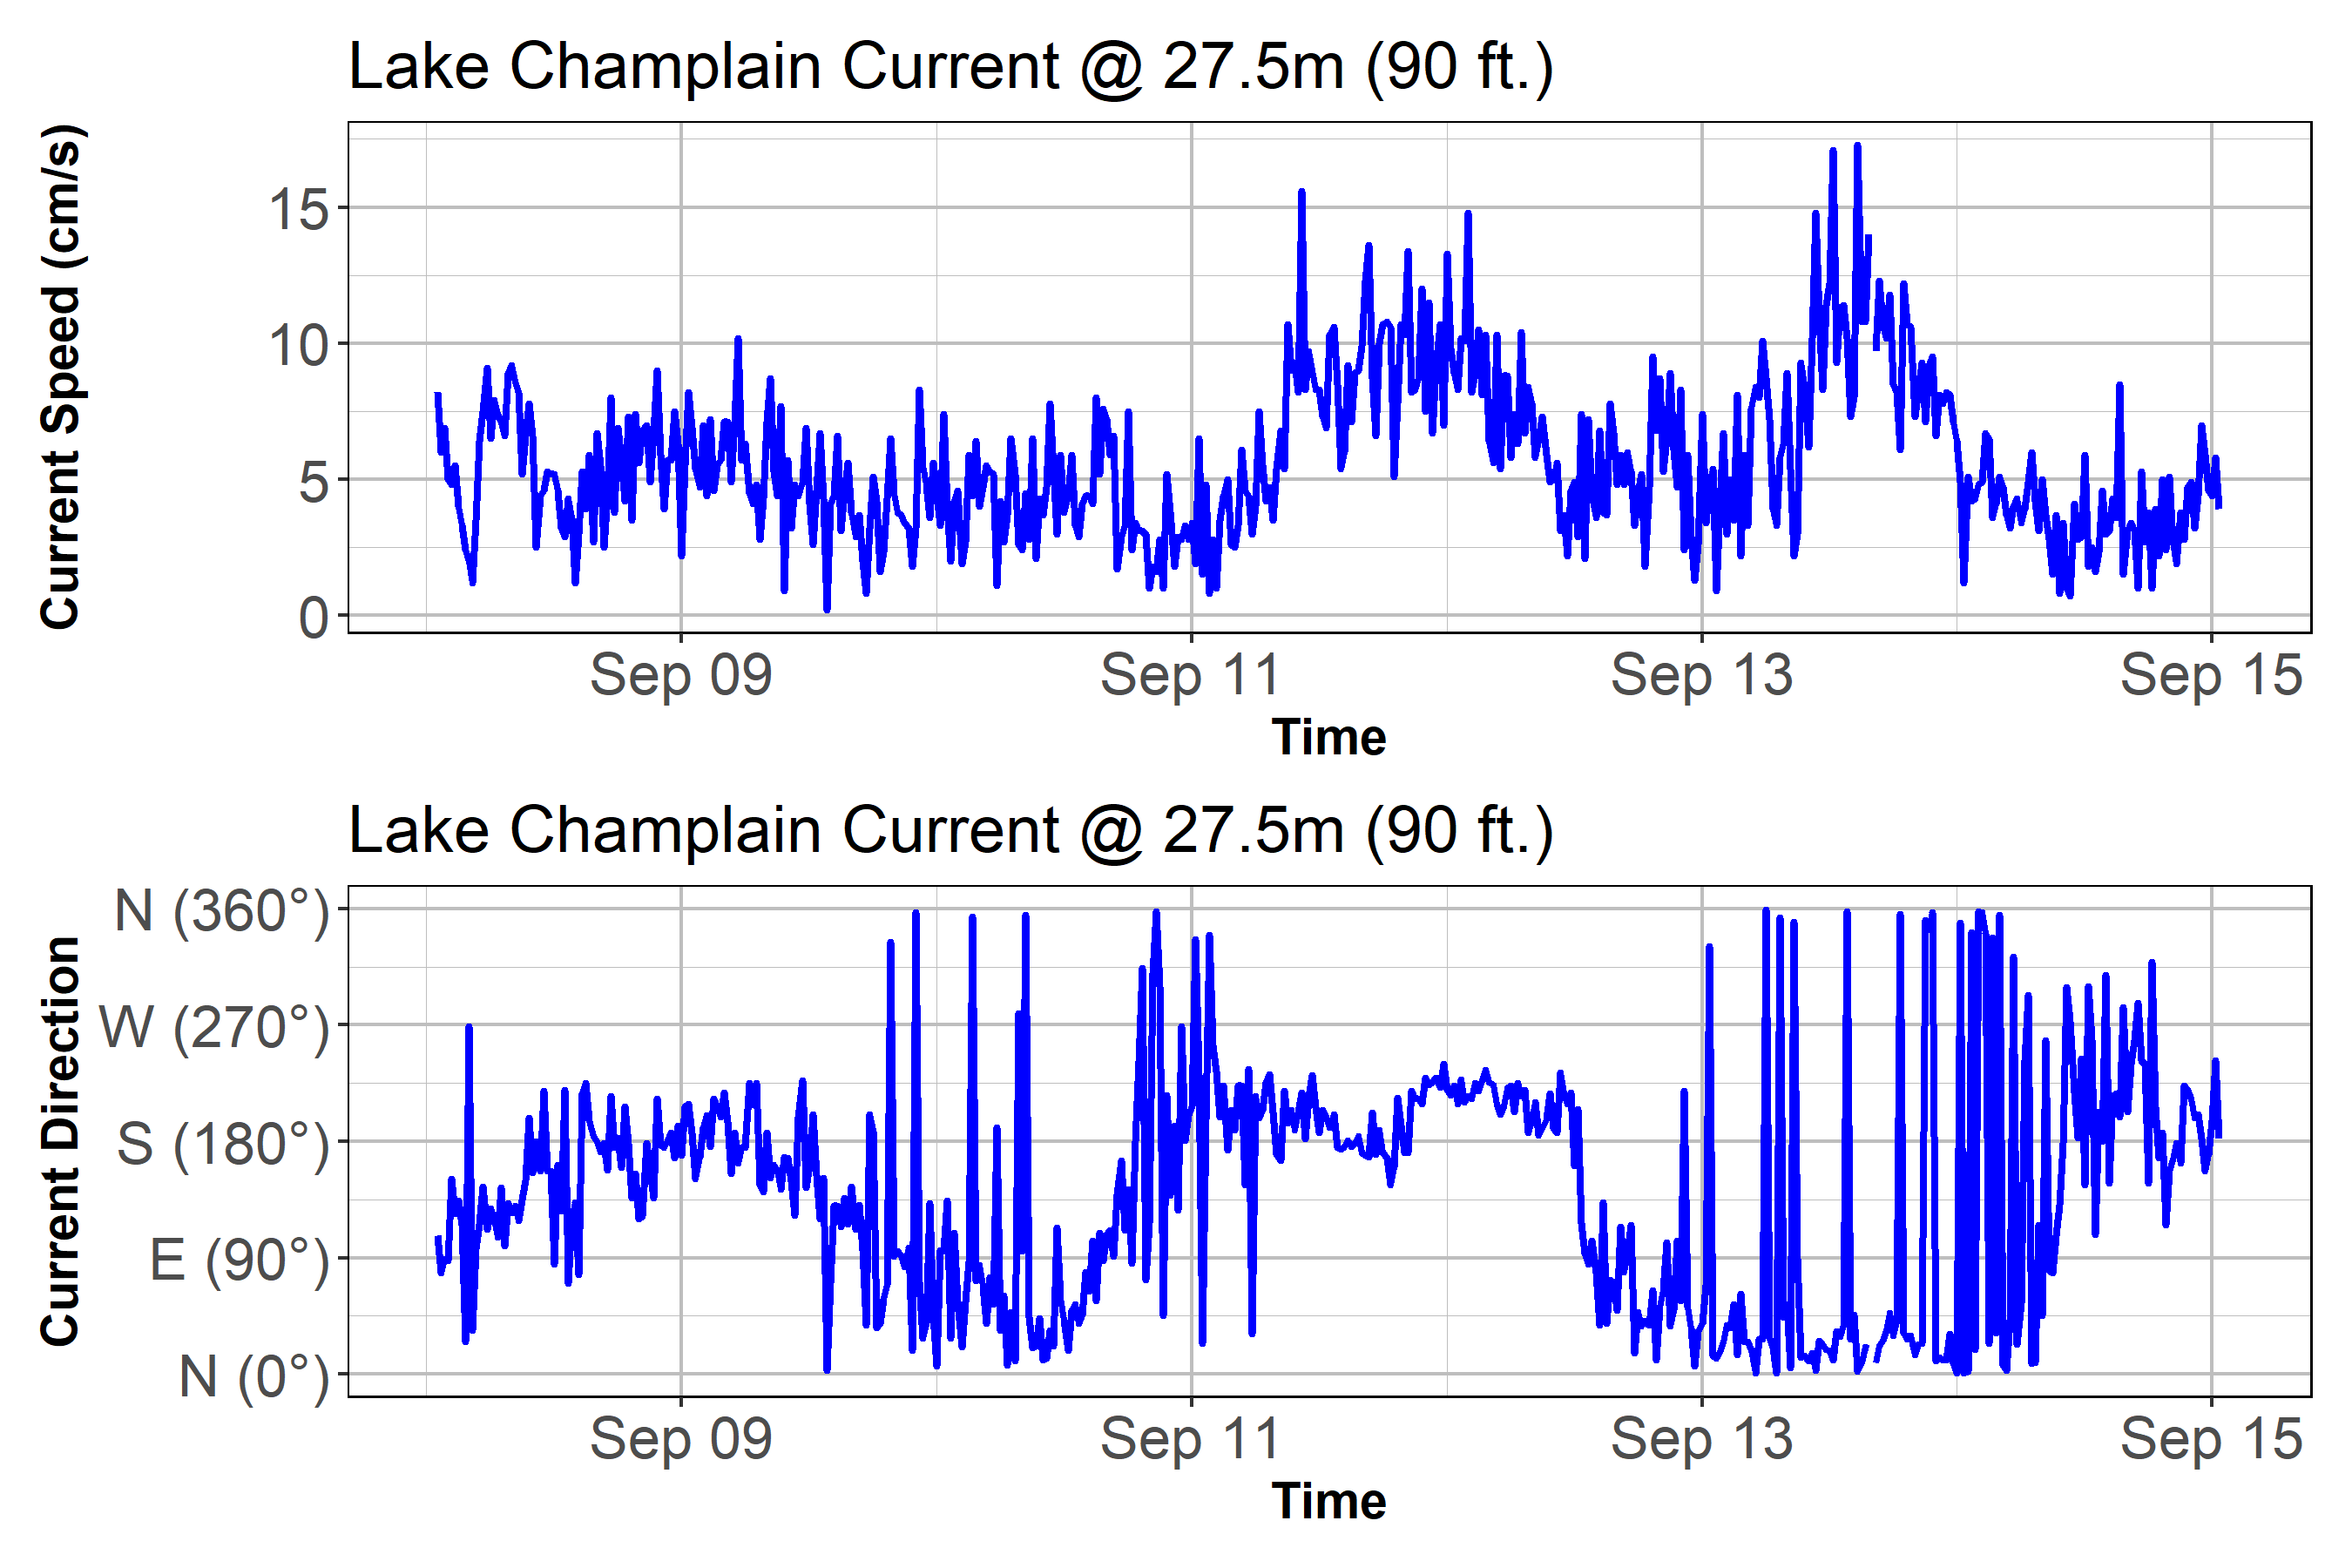 Lake Champlain Current @ 27.5m (90 ft.)
Current Speed (cm/s)
15
10
5
0
Sep 09 Sep 11 Sep 13 Sep 15
Time
Lake Champlain Current @ 27.5m (90 ft.)
Current Direction
N (360°)
W (270°)
S (180°)
E (90°)
N (0°)
Sep 09 Sep 11 Sep 13 Sep 15
Time